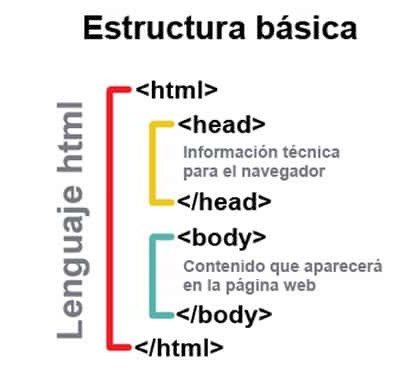 Estructura básica
Lenguaje html
<html>
<head>
Información técnica
para el navegador
</head>
<body>
Contenido que aparecerá
en la página web
</body>
</html>